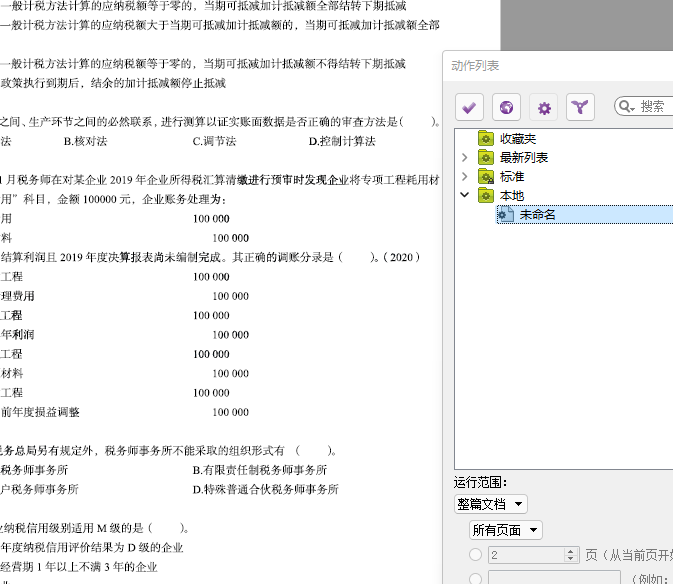 一般计税方法计算的应纳税额等于零的，当期可抵减加计抵减额全部结转下期抵减
一般计税方法计算的应纳税额大于当期可抵减加计抵减额的，当期可抵减加计抵减额全部
一般计税方法计算的应纳税额等于零的，当期可抵减加计抵减额不得结转下期抵减
政策执行到期后，结余的加计抵减额停止抵减
之间、生产环节之间的必然联系，进行测算以证实账面数据是否正确的审查方法是（ ）。
法 B.核对法 C.调节法 D.控制计算法
1 月税务师在对某企业 2019 年企业所得税汇算清缴进行预审时发现企业将专项工程耗用材
用”科目，金额 100000 元，企业账务处理为：
用 100 000
料 100 000
结算利润且 2019 年度决算报表尚未编制完成。其正确的调账分录是（ ）。（2020）
工程 100 000
理费用 100 000
工程 100 000
年利润 100 000
工程 100 000
材料 100 000
工程 100 000
前年度损益调整 100 000
务总局另有规定外，税务师事务所不能采取的组织形式有 （ ）。
税务师事务所 B.有限责任制税务师事务所
户税务师事务所 D.特殊普通合伙税务师事务所
业纳税信用级别适用 M 级的是（ ）。
年度纳税信用评价结果为 D 级的企业
经营期 1 年以上不满 3 年的企业
动作列表
搜索
收藏夹
最新列表
标准
本地
未命名
运行范围：
整篇文档
所有页面
2 页（从当前页开始
（例如：